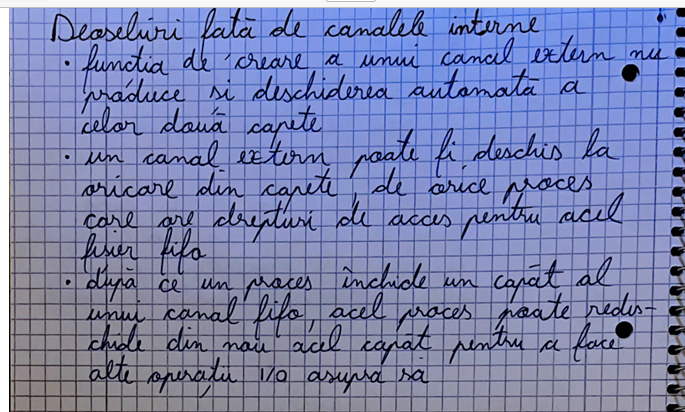 Deoseburi față de canalele interne
• funcția de creare a unui canal extern nu
produce și deschiderea automată a
celor două capete
• un canal extern poate fi deschis la
oricare din capete, de orice proces
care are drepturi de acces pentru acel
fișier fifo
• după ce un proces închide un capăt al
unui canal fifo, acel proces poate redes-
chide din nou acel capăt pentru a face
alte operații I/O asupra sa